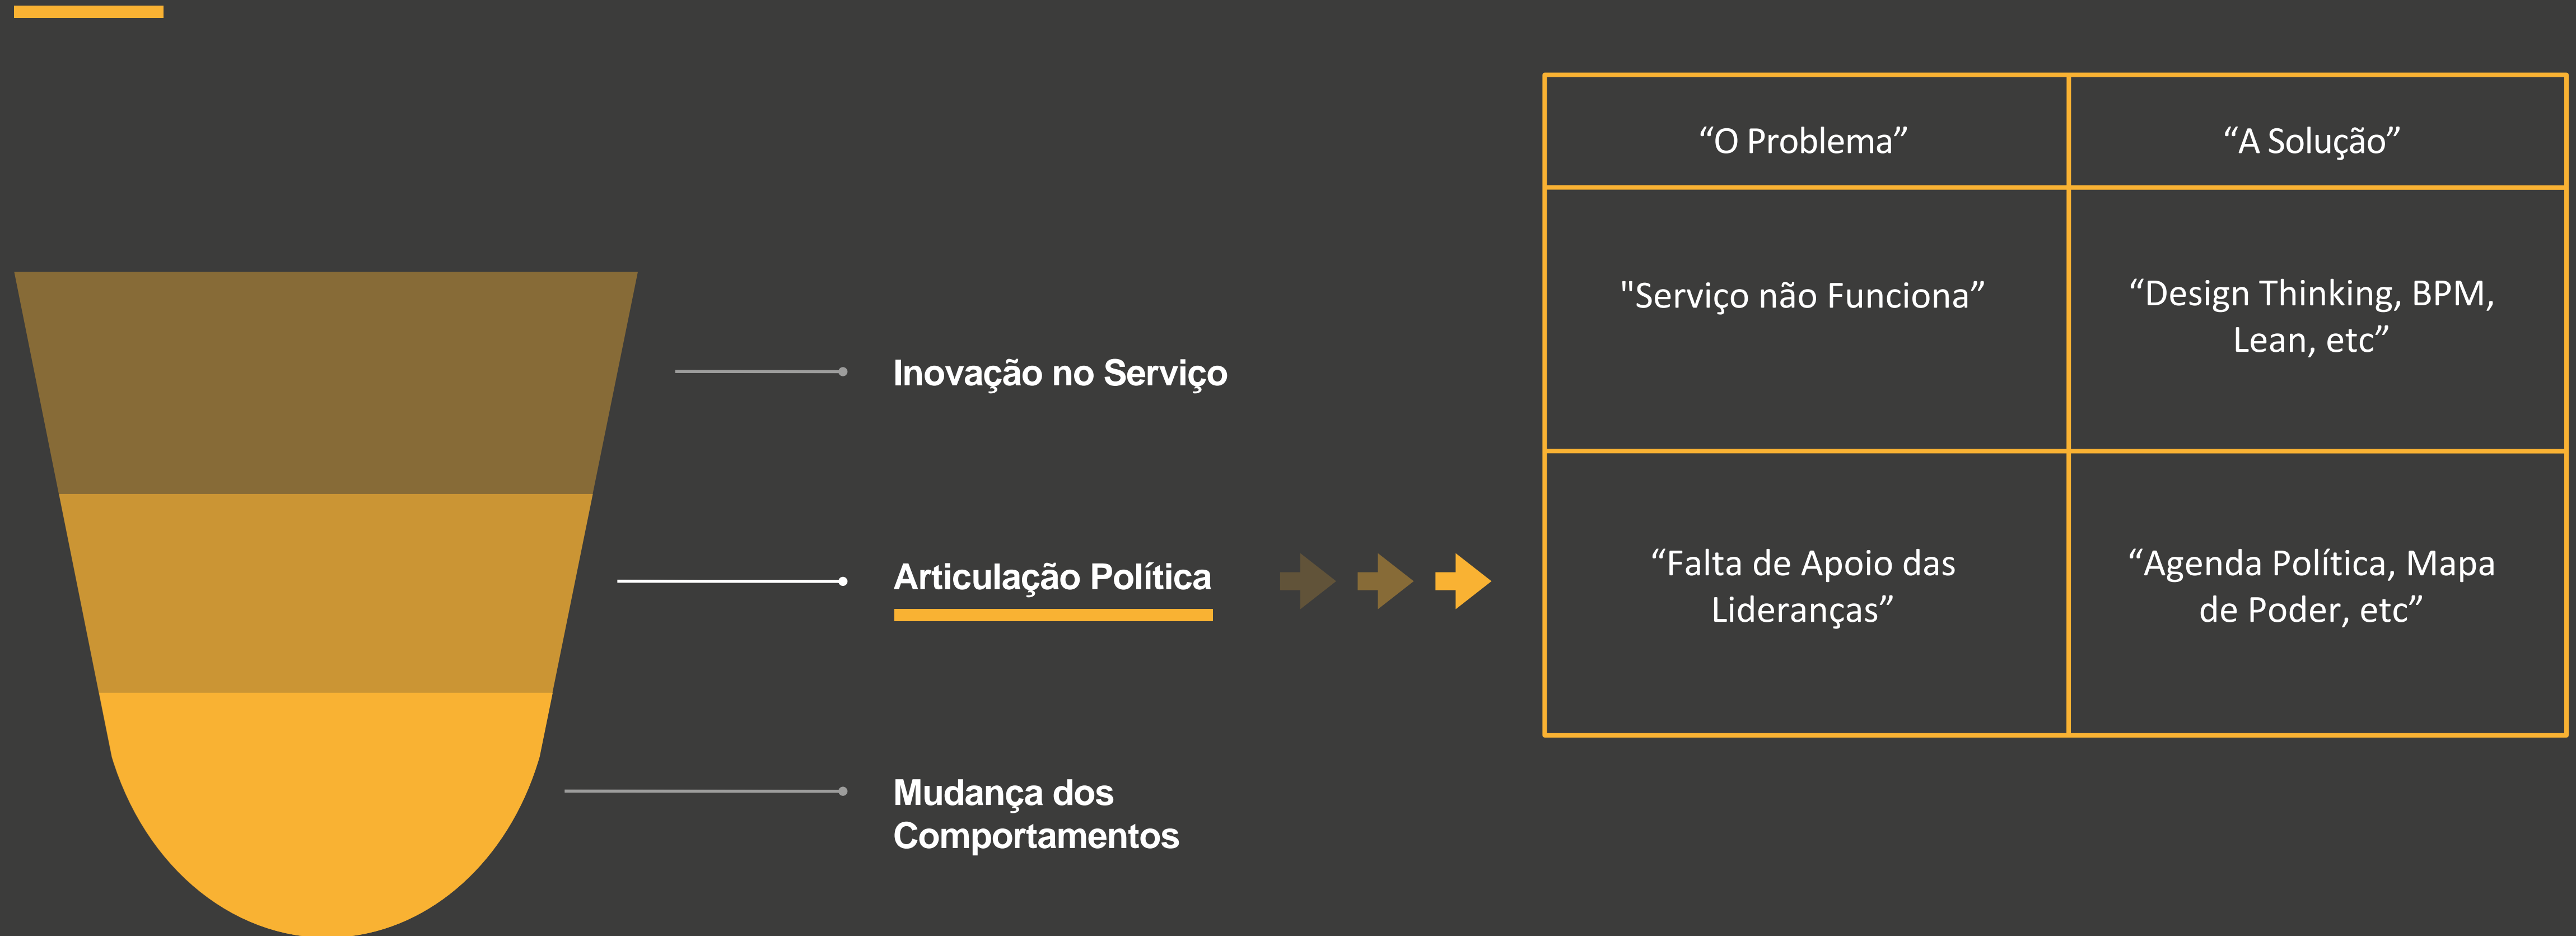 Inovação no Serviço
Articulação Política
Mudança dos
Comportamentos
“O Problema”
“A Solução”
"Serviço não Funciona”
“Design Thinking, BPM,
Lean, etc”
“Falta de Apoio das
Lideranças”
“Agenda Política, Mapa
de Poder, etc”